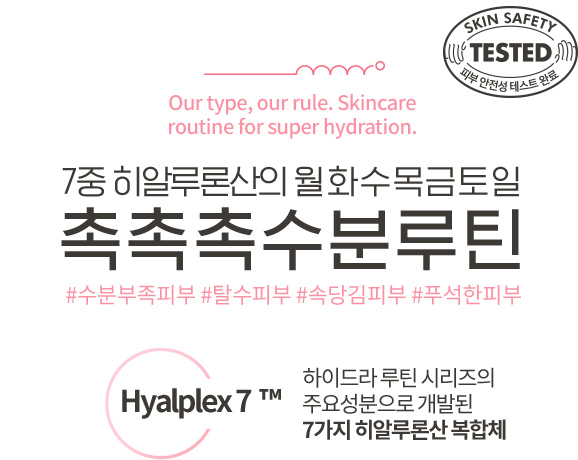 SKIN SAFETY
TESTED
피부 안전성 테스트 완료
Our type, our rule. Skincare
routine for super hydration.
7중 히알루론산의 월화수목금토일
촉촉촉수분루틴
#수분부족피부 #탈수피부 #속당김피부 #푸석한피부
Hyalplex 7 ™
하이드라 루틴 시리즈의
주요성분으로 개발된
7가지 히알루론산 복합체